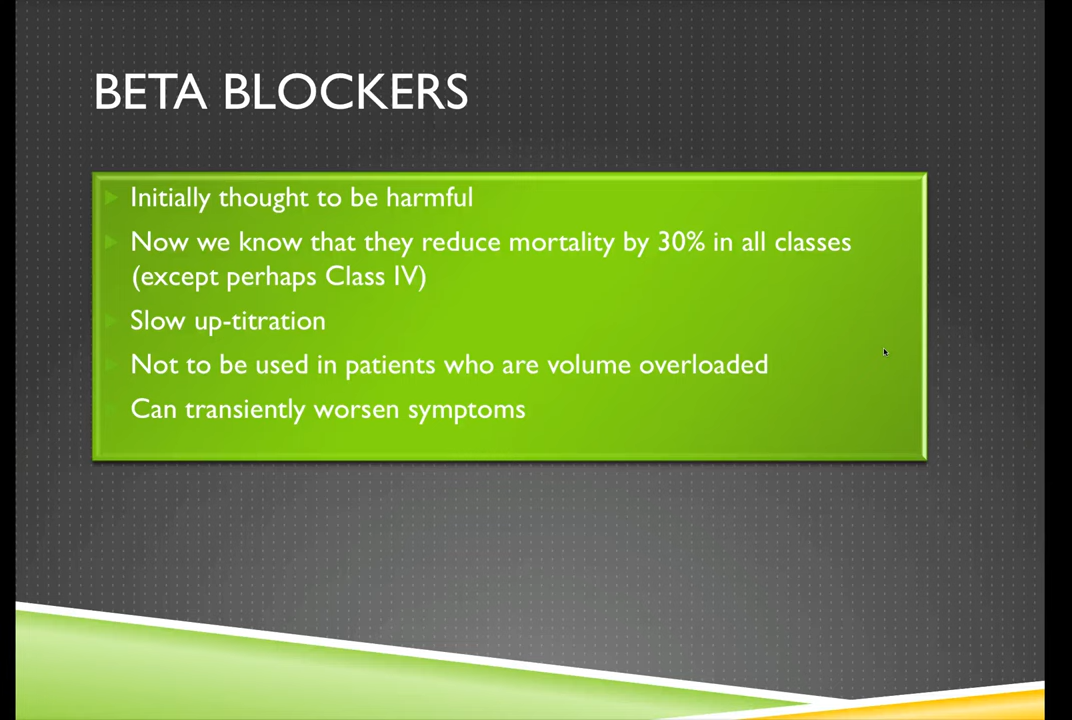 BETA BLOCKERS
Initially thought to be harmful
Now we know that they reduce mortality by 30% in all classes
(except perhaps Class IV)
Slow up-titration
Not to be used in patients who are volume overloaded
Can transiently worsen symptoms